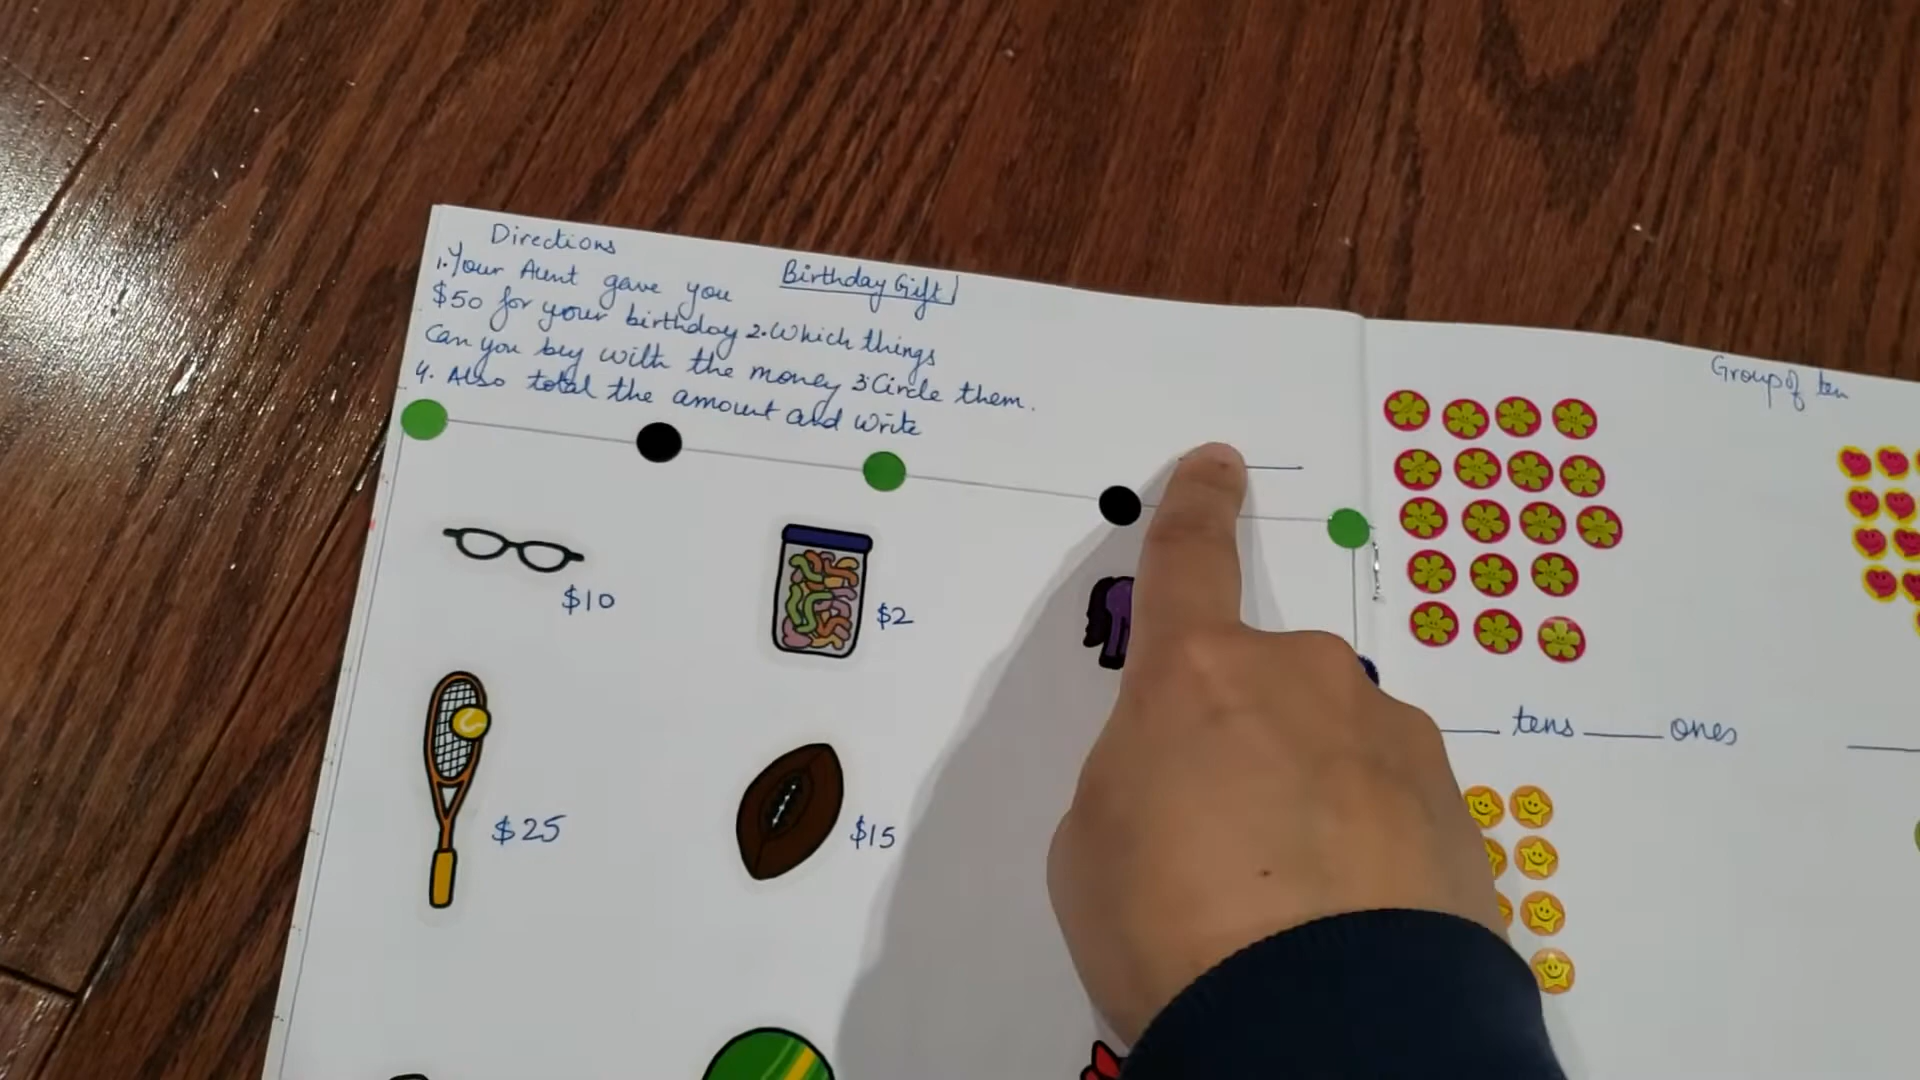 Directions
Birthday Gift
1. Your Aunt gave you
$50 for your birthday 2. Which things
can you buy with the money 3. Circle them.
4. Also total the amount and write
$10
$2
$25
$15
Group of ten
tens ones